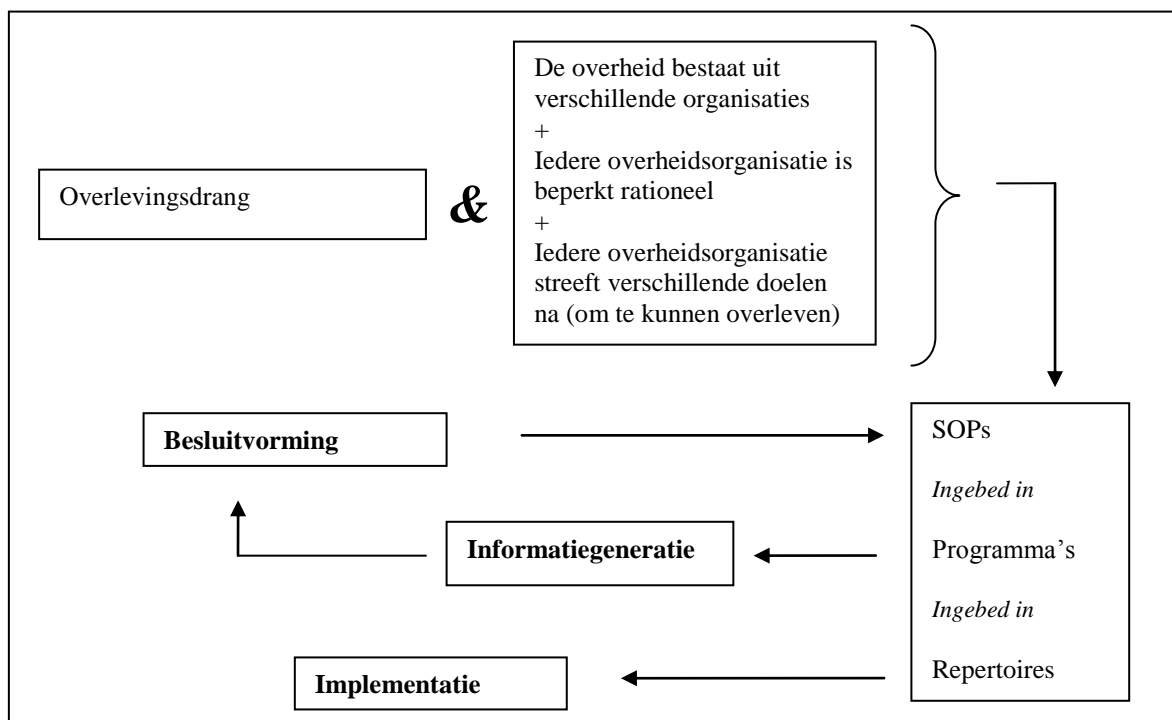 De overheid bestaat uit
verschillende organisaties
+
Iedere overheidsorganisatie is
beperkt rationeel
+
Iedere overheidsorganisatie
streeft verschillende doelen
na (om te kunnen overleven)
Overlevingsdrang
&
Besluitvorming
Informatiegeneratie
Implementatie
SOPs
Ingebed in
Programma’s
Ingebed in
Repertoires